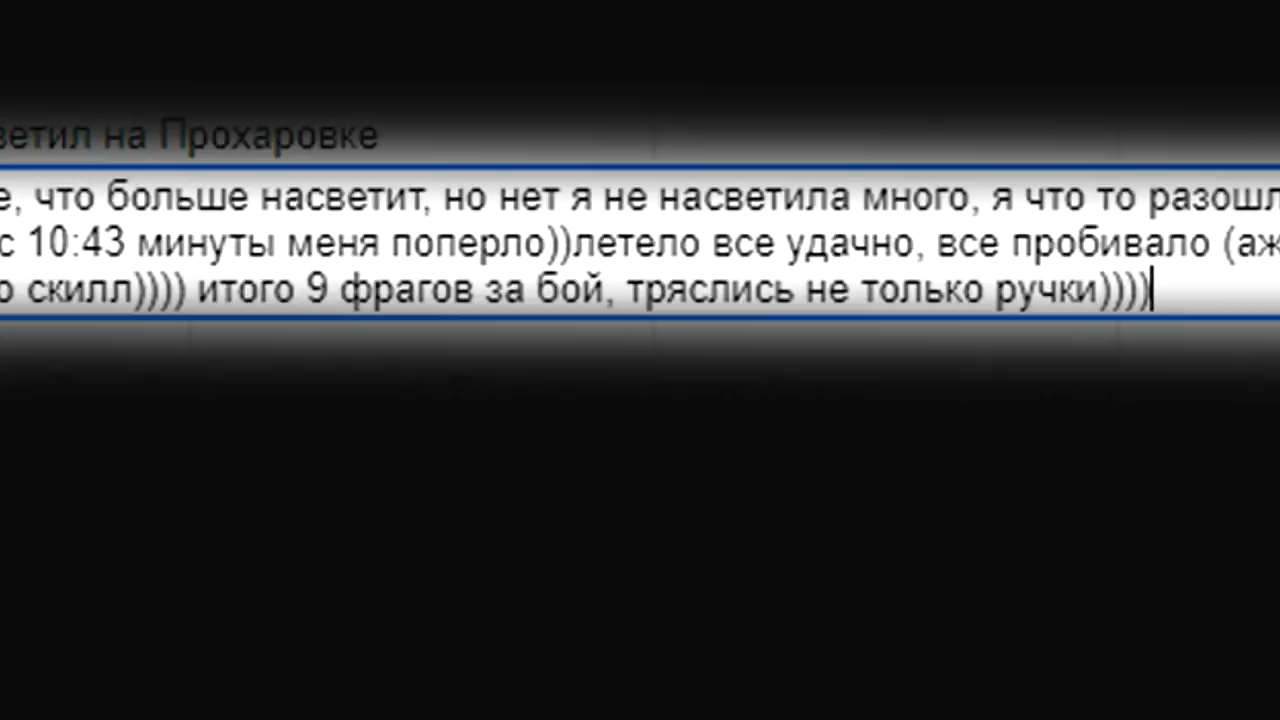 ветил на Прохаровке
е, что больше насветит, но нет я не насветила много, я что то разошл
с 10:43 минуты меня поперло))летело все удачно, все пробивало (аж
о скилл)))) итого 9 фрагов за бой, тряслись не только ручки))))